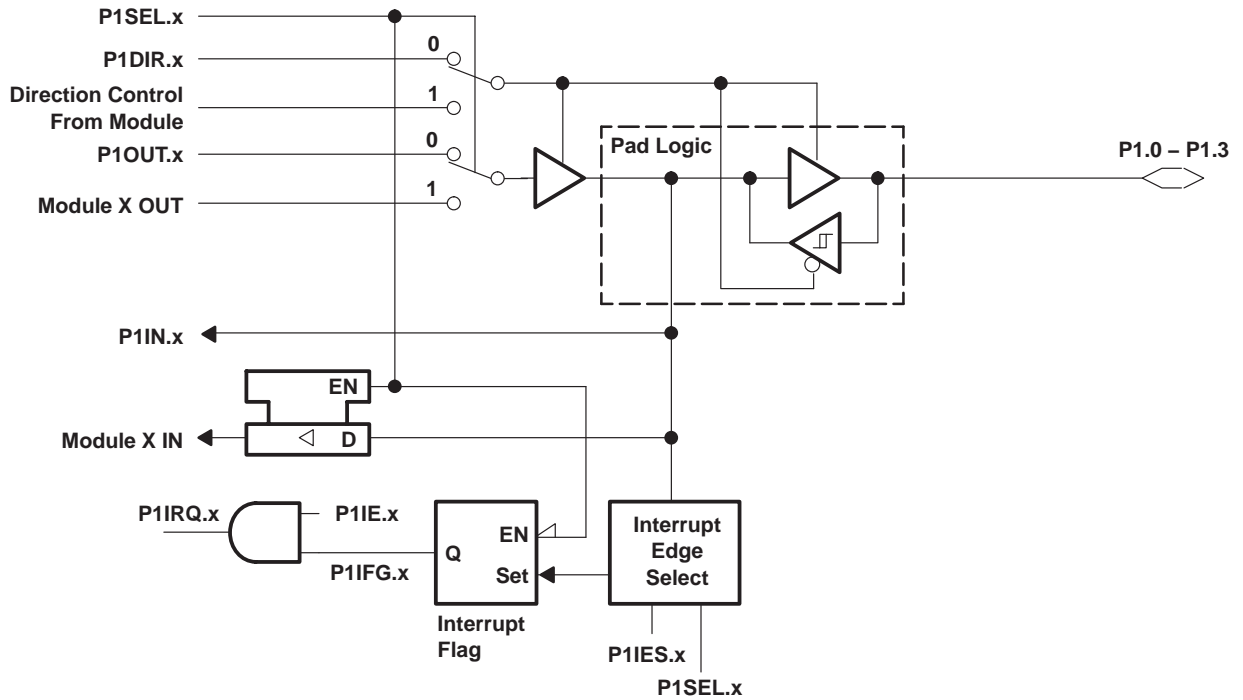 P1SEL.x
P1DIR.x
0
Direction Control
From Module
1
P1OUT.x
0
Module X OUT
1
Pad Logic
P1.0 – P1.3
P1IN.x
EN
Module X IN
D
P1IRQ.x
P1IE.x
P1IFG.x
Q
EN
Set
Interrupt
Flag
Interrupt
Edge
Select
P1IES.x
P1SEL.x